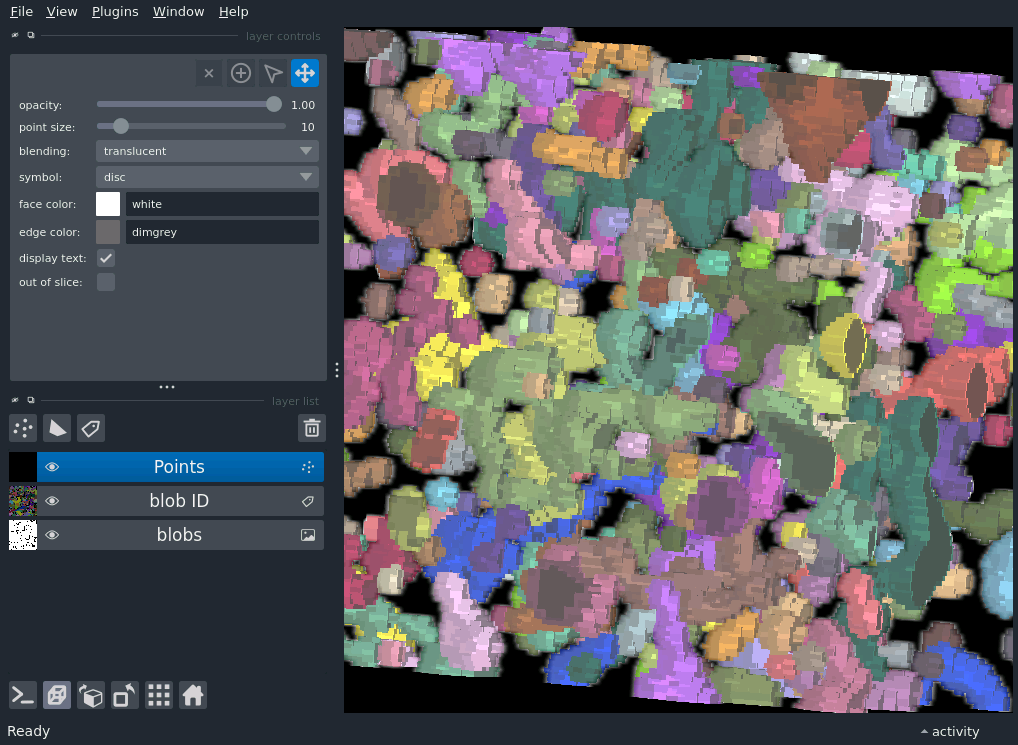 File View Plugins Window Help
layer controls
opacity: 1.00
point size: 10
blending: translucent
symbol: disc
face color: white
edge color: dimgrey
display text:
out of slice:
layer list
Points
blob ID
blobs
Ready
activity